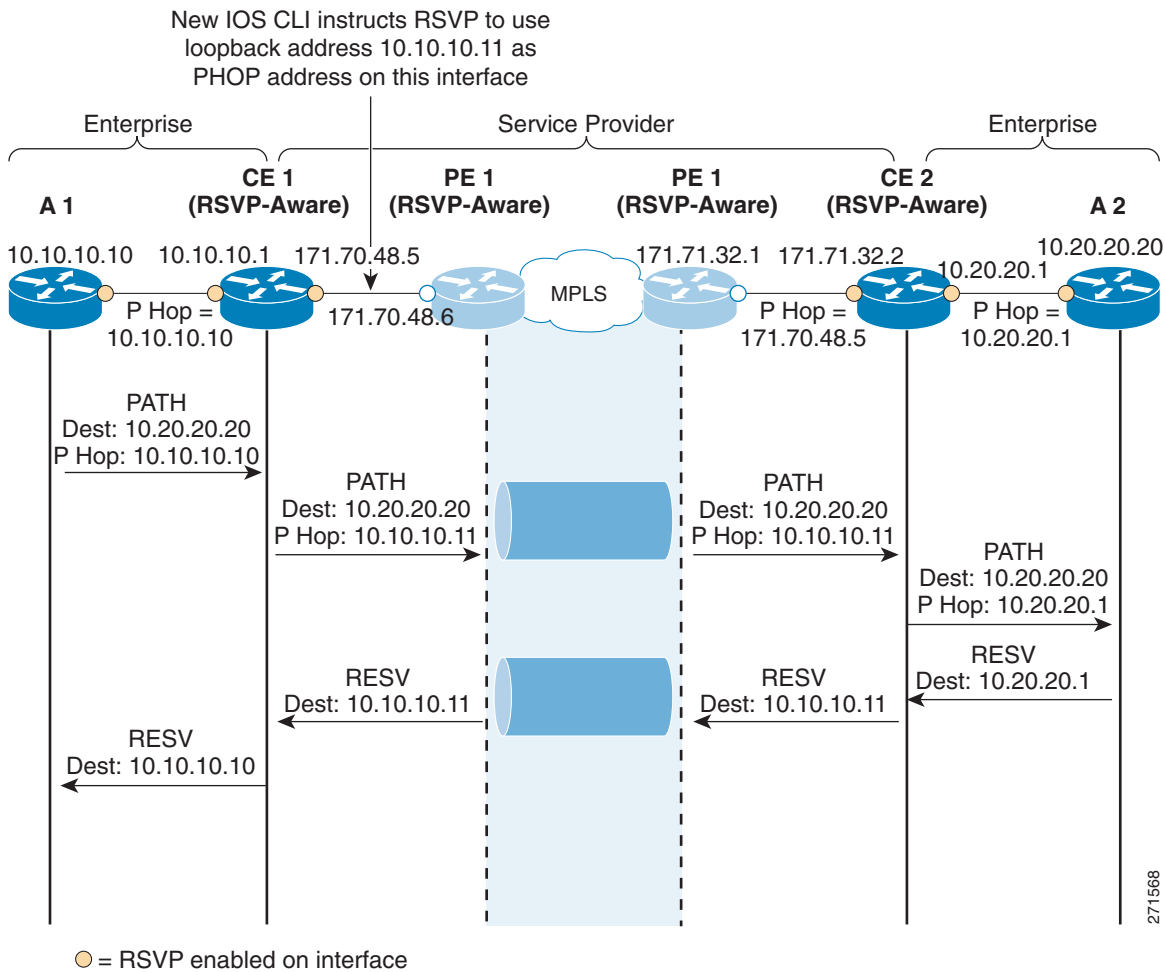 New IOS CLI instructs RSVP to use
loopback address 10.10.10.11 as
PHOP address on this interface
Enterprise
Service Provider
Enterprise
A 1
CE 1
(RSVP-Aware)
PE 1
(RSVP-Aware)
PE 1
(RSVP-Aware)
CE 2
(RSVP-Aware)
A 2
10.10.10.10
10.10.10.1
171.70.48.5
171.71.32.1
171.71.32.2
10.20.20.1
10.20.20.20
P Hop =
10.10.10.10
171.70.48.6
MPLS
P Hop =
171.70.48.5
P Hop =
10.20.20.1
PATH
Dest: 10.20.20.20
P Hop: 10.10.10.10
PATH
Dest: 10.20.20.20
P Hop: 10.10.10.11
PATH
Dest: 10.20.20.20
P Hop: 10.10.10.11
PATH
Dest: 10.20.20.20
P Hop: 10.20.20.1
RESV
Dest: 10.20.20.1
RESV
Dest: 10.10.10.11
RESV
Dest: 10.10.10.11
RESV
Dest: 10.10.10.10
271568
= RSVP enabled on interface